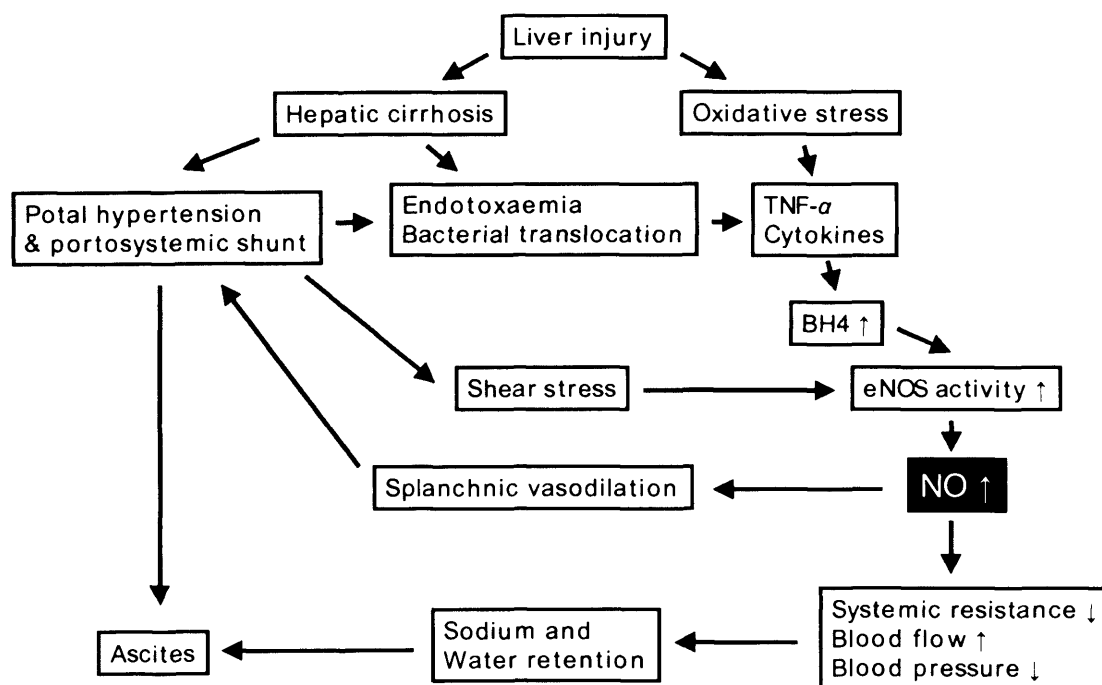 Liver injury
Hepatic cirrhosis
Oxidative stress
Potal hypertension
& portosystemic shunt
Endotoxaemia
Bacterial translocation
TNF-α
Cytokines
BH4 ↑
Shear stress
eNOS activity ↑
Splanchnic vasodilation
NO ↑
Systemic resistance ↓
Blood flow ↑
Blood pressure ↓
Sodium and
Water retention
Ascites